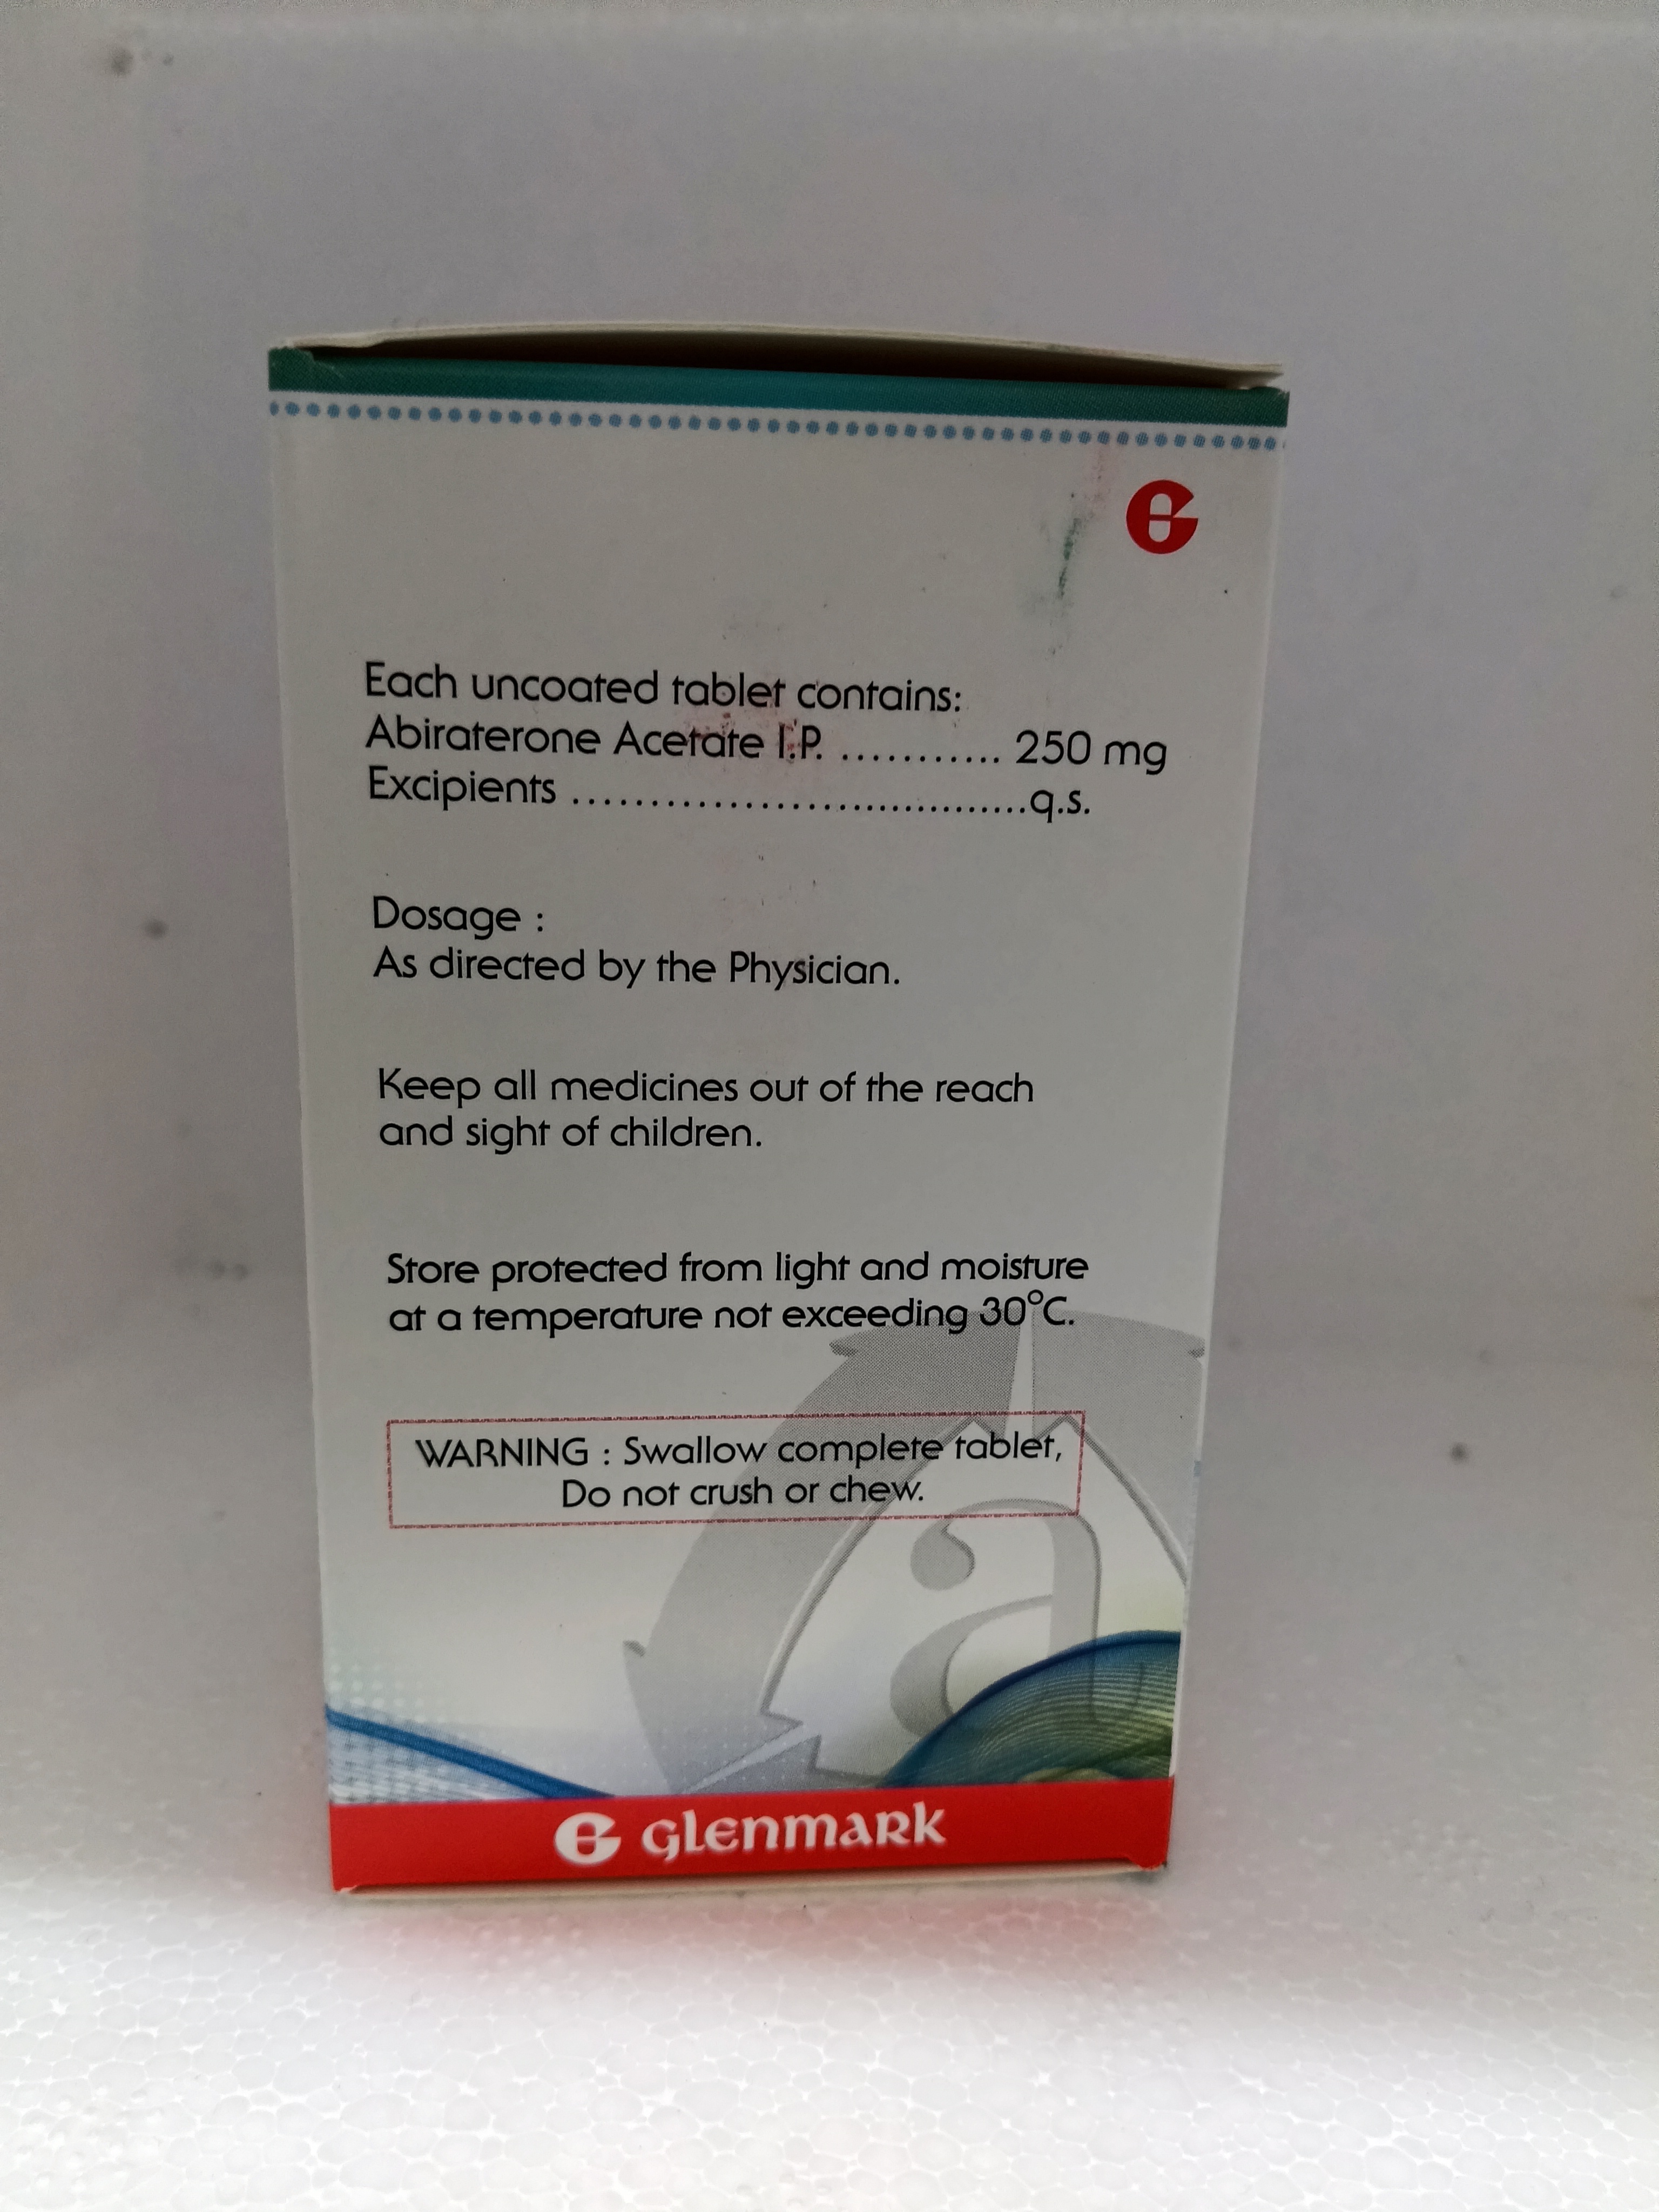 Each uncoated tablet contains:
Abiraterone Acetate I.P. ........... 250 mg
Excipients ..................................q.s.
Dosage :
As directed by the Physician.
Keep all medicines out of the reach
and sight of children.
Store protected from light and moisture
at a temperature not exceeding 30°C.
WARNING : Swallow complete tablet,
Do not crush or chew.
a
glenmark